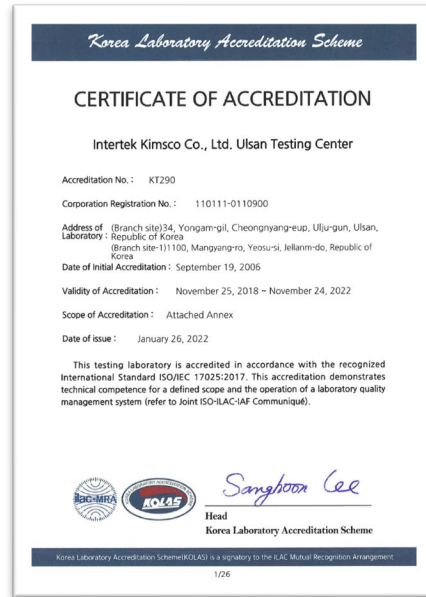 Korea Laboratory Accreditation Scheme
CERTIFICATE OF ACCREDITATION
Intertek Kimsco Co., Ltd. Ulsan Testing Center
Accreditation No. : KT290
Corporation Registration No. : 110111-0110900
Address of Laboratory : (Branch site)34, Yongam-gil, Cheongnyang-eup, Ulju-gun, Ulsan,
Republic of Korea
(Branch site-1)1100, Mangyang-ro, Yeosu-si, Jellanm-do, Republic of
Korea
Date of Initial Accreditation : September 19, 2006
Validity of Accreditation : November 25, 2018 ~ November 24, 2022
Scope of Accreditation : Attached Annex
Date of issue : January 26, 2022
This testing laboratory is accredited in accordance with the recognized
International Standard ISO/IEC 17025:2017. This accreditation demonstrates
technical competence for a defined scope and the operation of a laboratory quality
management system (refer to Joint ISO-ILAC-IAF Communiqué).
ilac-MRA
KOLAS
Sanghoon Lee
Head
Korea Laboratory Accreditation Scheme
Korea Laboratory Accreditation Scheme(KOLAS) is a signatory to the ILAC Mutual Recognition Arrangement
1/26